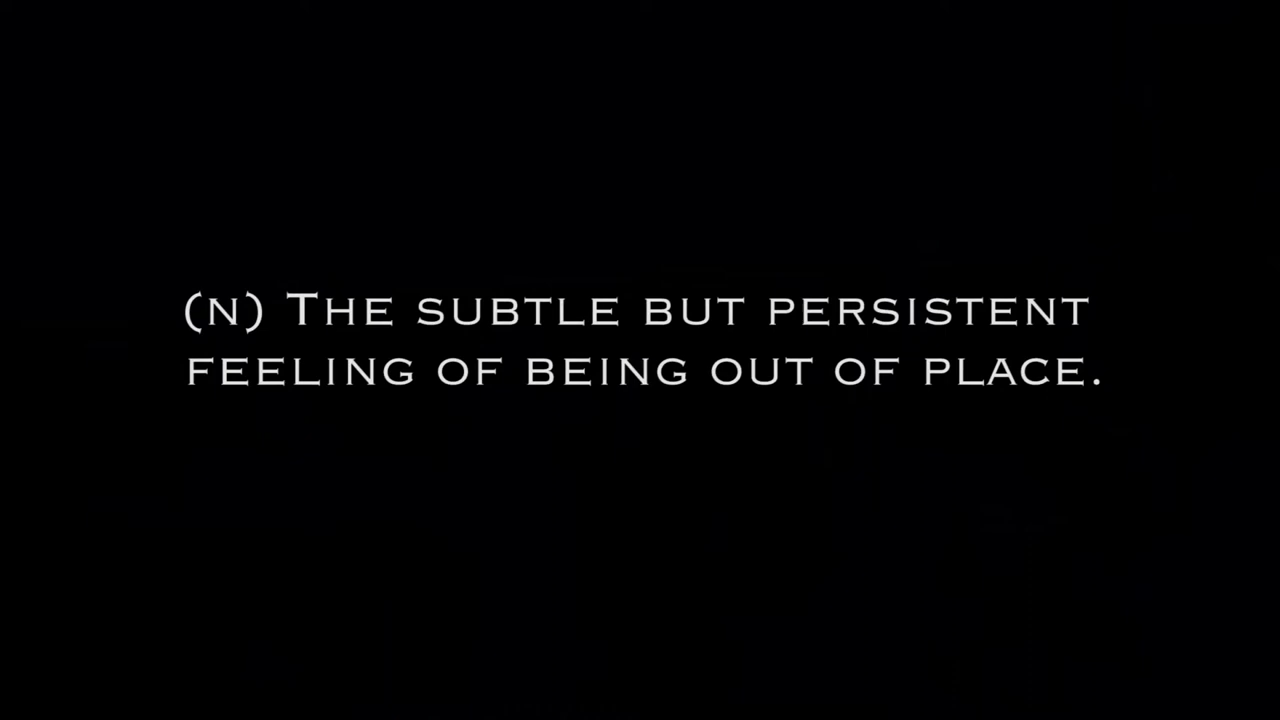 (n) The subtle but persistent
feeling of being out of place.